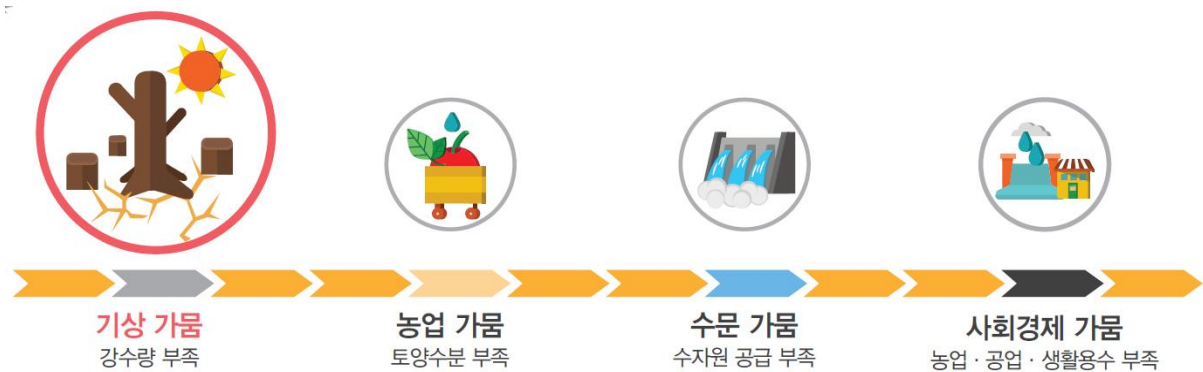 기상 가뭄
강수량 부족
농업 가뭄
토양수분 부족
수문 가뭄
수자원 공급 부족
사회경제 가뭄
농업 · 공업 · 생활용수 부족